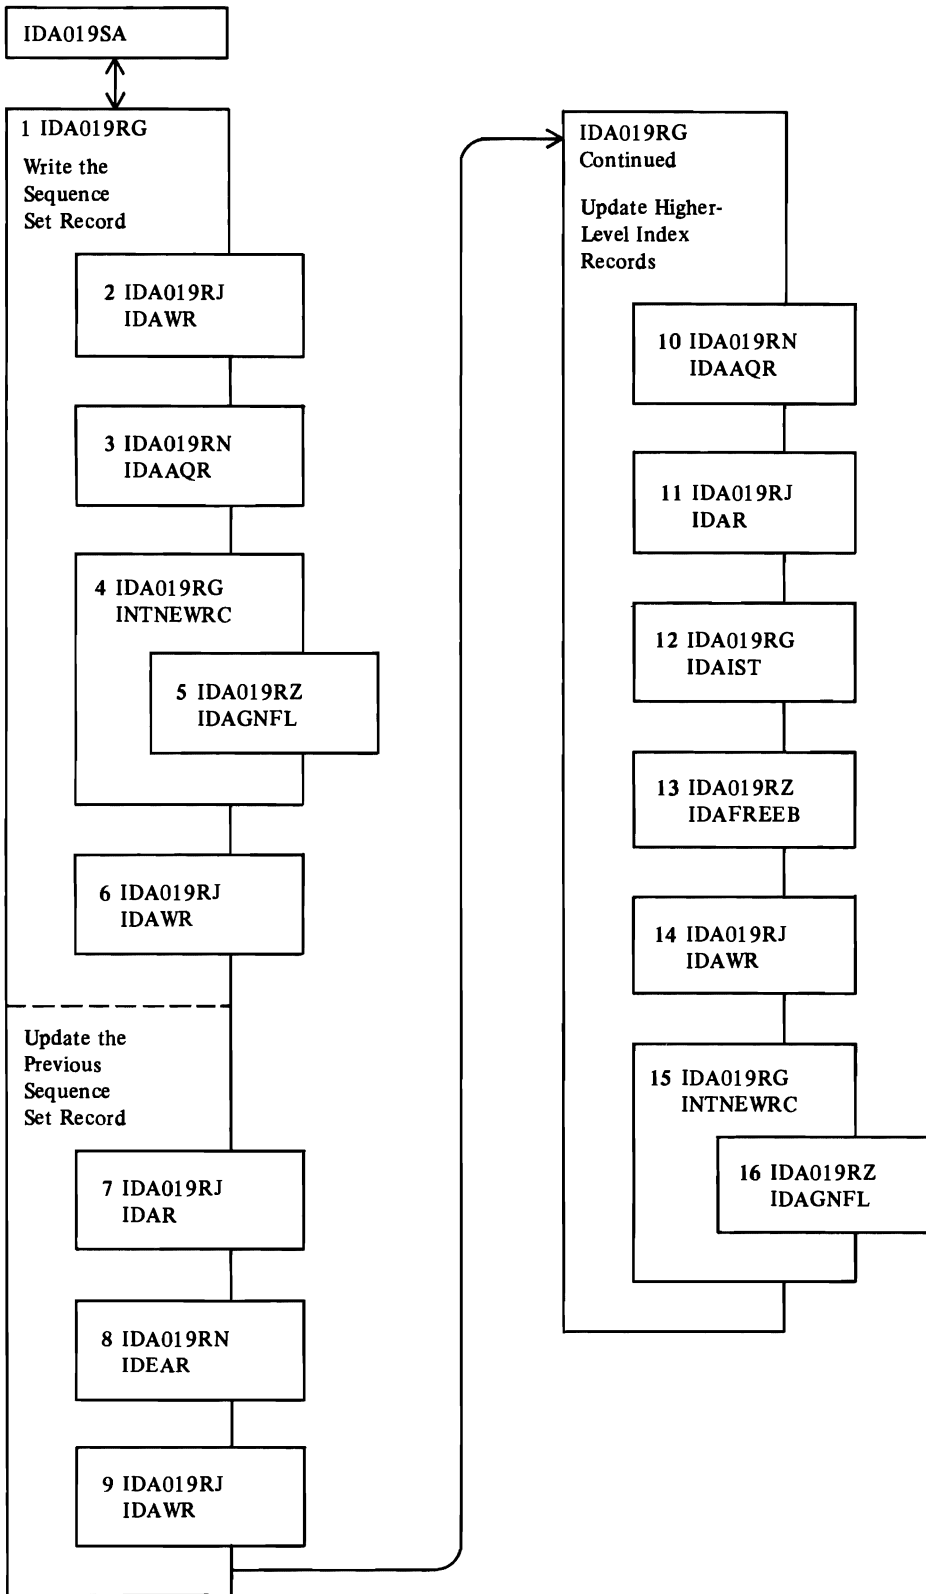 IDA019SA
1 IDA019RG
Write the
Sequence
Set Record
2 IDA019RJ
IDAWR
3 IDA019RN
IDAAQR
4 IDA019RG
INTNEWRC
5 IDA019RZ
IDAGNFL
6 IDA019RJ
IDAWR
Update the
Previous
Sequence
Set Record
7 IDA019RJ
IDAR
8 IDA019RN
IDEAR
9 IDA019RJ
IDAWR
IDA019RG
Continued
Update Higher-
Level Index
Records
10 IDA019RN
IDAAQR
11 IDA019RJ
IDAR
12 IDA019RG
IDAIST
13 IDA019RZ
IDAFREEB
14 IDA019RJ
IDAWR
15 IDA019RG
INTNEWRC
16 IDA019RZ
IDAGNFL